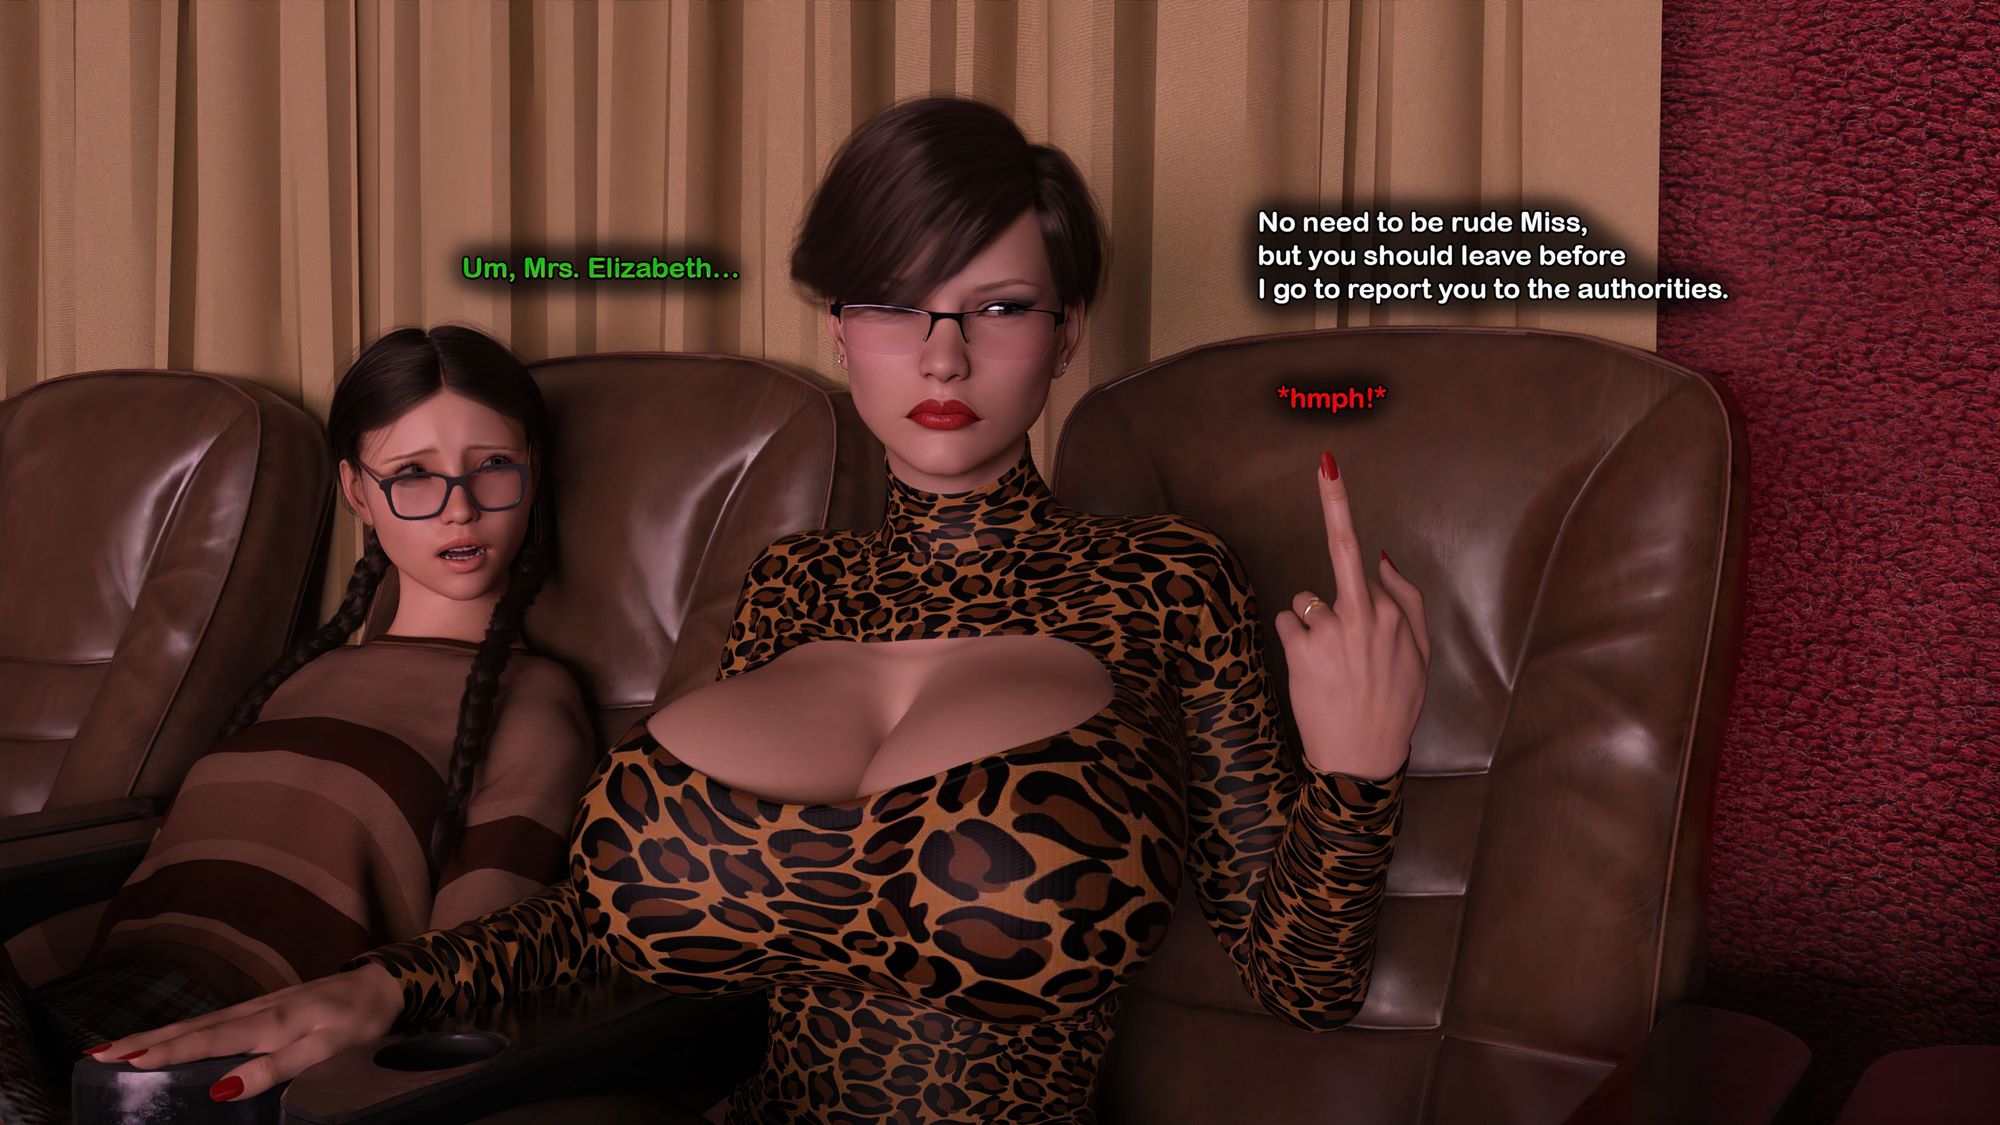 Um, Mrs. Elizabeth...
No need to be rude Miss,
but you should leave before
I go to report you to the authorities.
*hmph!*